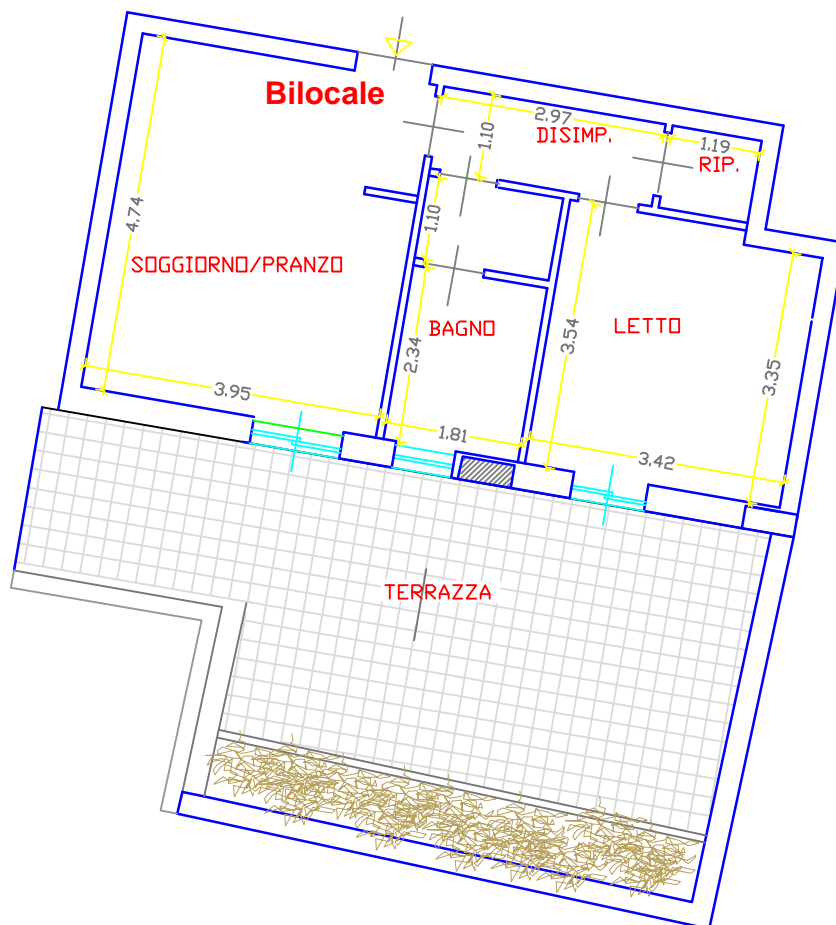 Bilocale
2.97
DISIMP.
1.10
1.19
RIP.
4.74
1.10
SOGGIORNO/PRANZO
BAGNO
LETTO
3.54
2.34
3.35
3.95
1.81
3.42
TERRAZZA